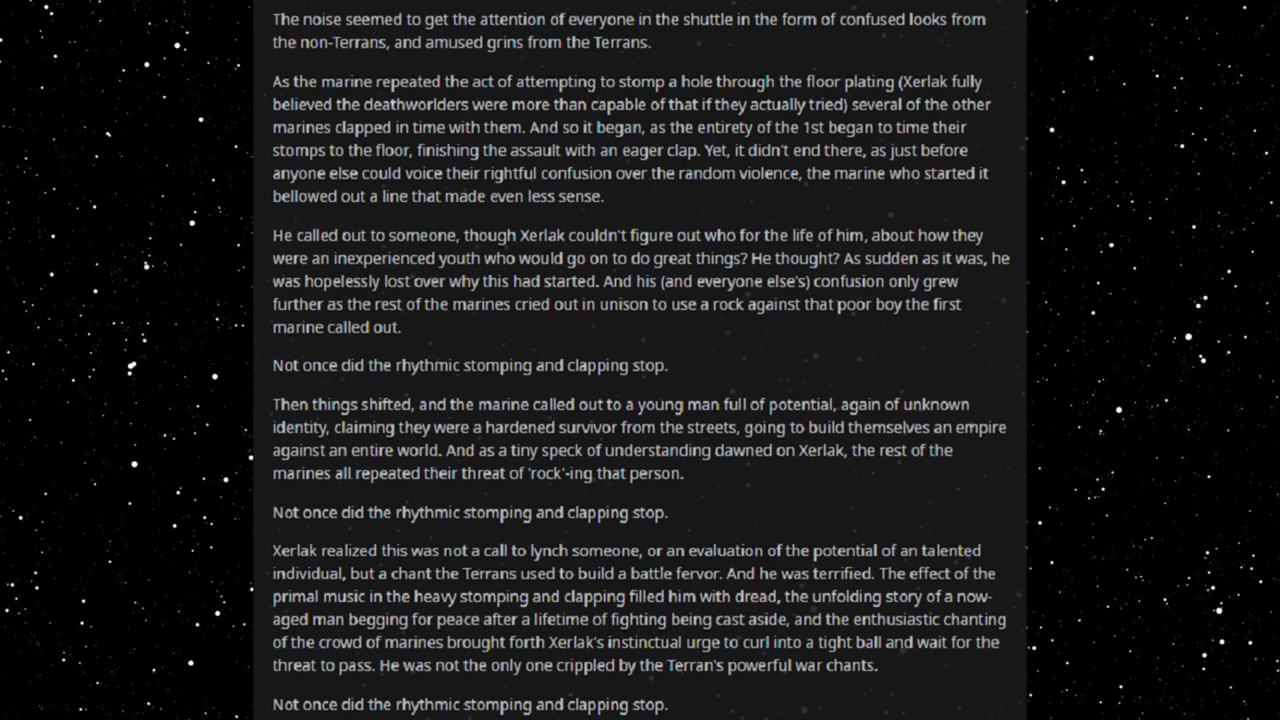 The noise seemed to get the attention of everyone in the shuttle in the form of confused looks from
the non-Terrans, and amused grins from the Terrans.
As the marine repeated the act of attempting to stomp a hole through the floor plating (Xerlak fully
believed the deathworlders were more than capable of that if they actually tried) several of the other
marines clapped in time with them. And so it began, as the entirety of the 1st began to time their
stomps to the floor, finishing the assault with an eager clap. Yet, it didn't end there, as just before
anyone else could voice their rightful confusion over the random violence, the marine who started it
bellowed out a line that made even less sense.
He called out to someone, though Xerlak couldn't figure out who for the life of him, about how they
were an inexperienced youth who would go on to do great things? He thought? As sudden as it was, he
was hopelessly lost over why this had started. And his (and everyone else's) confusion only grew
further as the rest of the marines cried out in unison to use a rock against that poor boy the first
marine called out.
Not once did the rhythmic stomping and clapping stop.
Then things shifted, and the marine called out to a young man full of potential, again of unknown
identity, claiming they were a hardened survivor from the streets, going to build themselves an empire
against an entire world. And as a tiny speck of understanding dawned on Xerlak, the rest of the
marines all repeated their threat of 'rock'-ing that person.
Not once did the rhythmic stomping and clapping stop.
Xerlak realized this was not a call to lynch someone, or an evaluation of the potential of an talented
individual, but a chant the Terrans used to build a battle fervor. And he was terrified. The effect of the
primal music in the heavy stomping and clapping filled him with dread, the unfolding story of a now-
aged man begging for peace after a lifetime of fighting being cast aside, and the enthusiastic chanting
of the crowd of marines brought forth Xerlak's instinctual urge to curl into a tight ball and wait for the
threat to pass. He was not the only one crippled by the Terran's powerful war chants.
Not once did the rhythmic stomping and clapping stop.